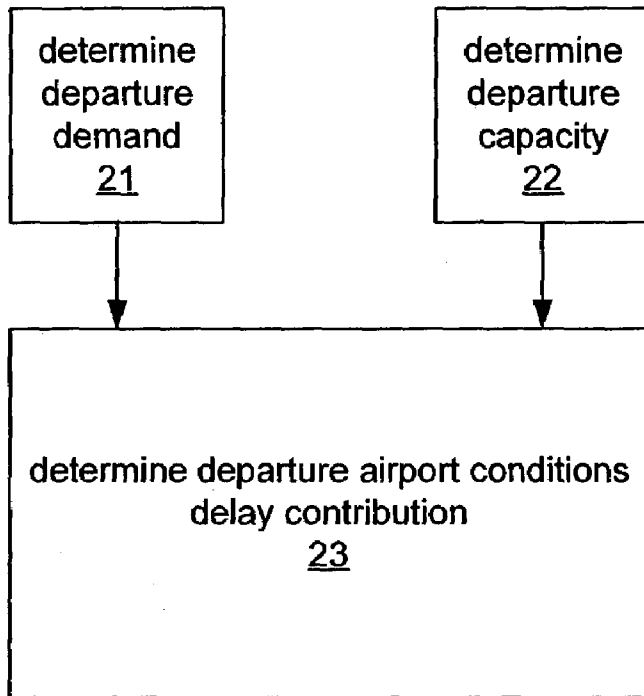 determine
departure
demand
21
determine
departure
capacity
22
determine departure airport conditions
delay contribution
23